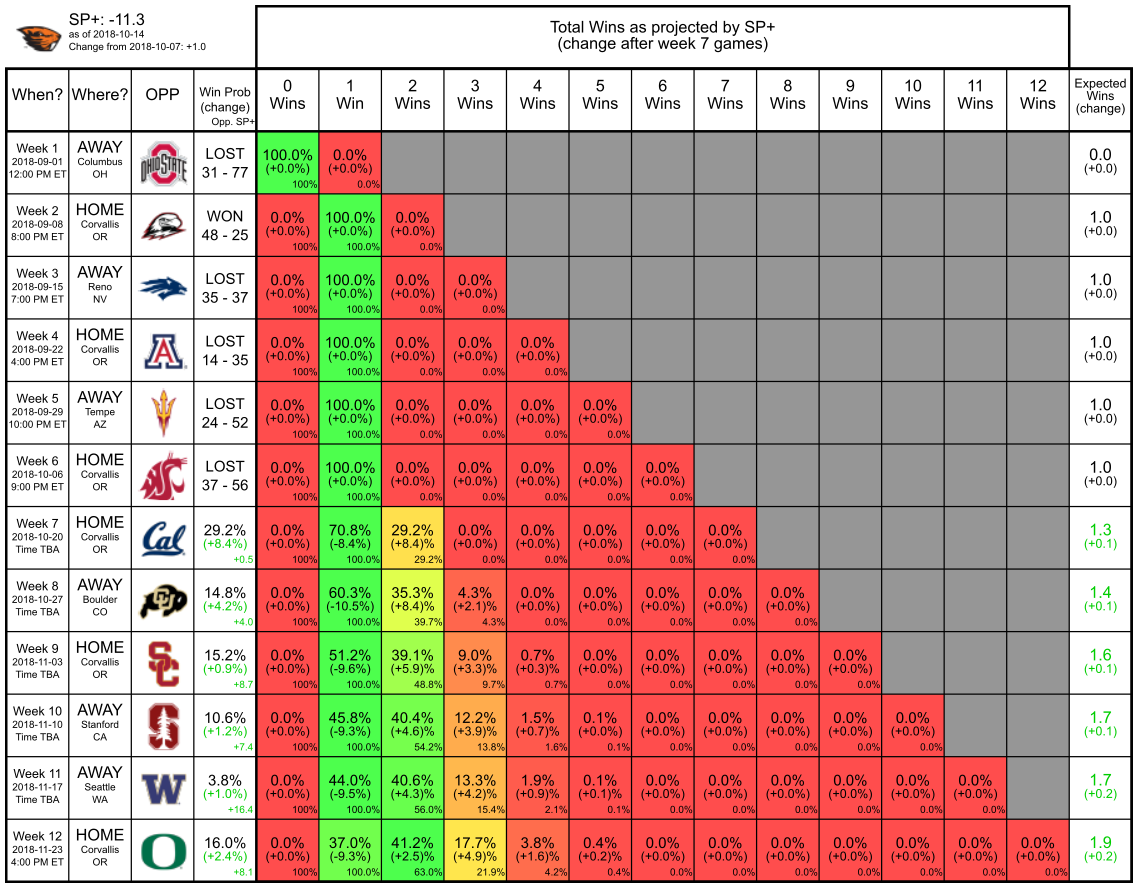 SP+: -11.3
as of 2018-10-14
Change from 2018-10-07: +1.0
Total Wins as projected by SP+
(change after week 7 games)
When? Where? OPP Win Prob (change) Opp. SP+ 0 Wins 1 Win 2 Wins 3 Wins 4 Wins 5 Wins 6 Wins 7 Wins 8 Wins 9 Wins 10 Wins 11 Wins 12 Wins Expected Wins (change)
Week 1 AWAY LOST 100.0% 0.0% 0.0
2018-09-01 Columbus OHIO STATE 31 - 77 (+0.0%) (+0.0%) (+0.0)
12:00 PM ET OH 100% 0.0%
Week 2 HOME WON 0.0% 100.0% 0.0% 1.0
2018-09-08 Corvallis 48 - 25 (+0.0%) (+0.0%) (+0.0%) (+0.0)
8:00 PM ET OR 100% 100.0% 0.0%
Week 3 AWAY LOST 0.0% 100.0% 0.0% 0.0% 1.0
2018-09-15 Reno 35 - 37 (+0.0%) (+0.0%) (+0.0%) (+0.0%) (+0.0)
7:00 PM ET NV 100% 100.0% 0.0% 0.0%
Week 4 HOME LOST 0.0% 100.0% 0.0% 0.0% 0.0% 1.0
2018-09-22 Corvallis A 14 - 35 (+0.0%) (+0.0%) (+0.0%) (+0.0%) (+0.0%) (+0.0)
4:00 PM ET OR 100% 100.0% 0.0% 0.0% 0.0%
Week 5 AWAY LOST 0.0% 100.0% 0.0% 0.0% 0.0% 0.0% 1.0
2018-09-29 Tempe 24 - 52 (+0.0%) (+0.0%) (+0.0%) (+0.0%) (+0.0%) (+0.0%) (+0.0)
10:00 PM ET AZ 100% 100.0% 0.0% 0.0% 0.0% 0.0%
Week 6 HOME LOST 0.0% 100.0% 0.0% 0.0% 0.0% 0.0% 0.0% 1.0
2018-10-06 Corvallis 37 - 56 (+0.0%) (+0.0%) (+0.0%) (+0.0%) (+0.0%) (+0.0%) (+0.0%) (+0.0)
9:00 PM ET OR 100% 100.0% 0.0% 0.0% 0.0% 0.0% 0.0%
Week 7 HOME 29.2% 0.0% 70.8% 29.2% 0.0% 0.0% 0.0% 0.0% 0.0% 1.3
2018-10-20 Corvallis Cal (+8.4%) (+0.0%) (-8.4%) (+8.4)% (+0.0%) (+0.0%) (+0.0%) (+0.0%) (+0.0%) (+0.1)
Time TBA OR +0.5 100% 100.0% 29.2% 0.0% 0.0% 0.0% 0.0% 0.0%
Week 8 AWAY 14.8% 0.0% 60.3% 35.3% 4.3% 0.0% 0.0% 0.0% 0.0% 0.0% 1.4
2018-10-27 Boulder CU (+4.2%) (+0.0%) (-10.5%) (+8.4)% (+2.1)% (+0.0%) (+0.0%) (+0.0%) (+0.0%) (+0.0%) (+0.1)
Time TBA CO +4.0 100% 100.0% 39.7% 4.3% 0.0% 0.0% 0.0% 0.0% 0.0%
Week 9 HOME 15.2% 0.0% 51.2% 39.1% 9.0% 0.7% 0.0% 0.0% 0.0% 0.0% 0.0% 1.6
2018-11-03 Corvallis SC (+0.9%) (+0.0%) (-9.6%) (+5.9)% (+3.3)% (+0.3)% (+0.0%) (+0.0%) (+0.0%) (+0.0%) (+0.0%) (+0.1)
Time TBA OR +8.7 100% 100.0% 48.8% 9.7% 0.7% 0.0% 0.0% 0.0% 0.0% 0.0%
Week 10 AWAY 10.6% 0.0% 45.8% 40.4% 12.2% 1.5% 0.1% 0.0% 0.0% 0.0% 0.0% 0.0% 1.7
2018-11-10 Stanford S (+1.2%) (+0.0%) (-9.3%) (+4.6)% (+3.9)% (+0.7)% (+0.0%) (+0.0%) (+0.0%) (+0.0%) (+0.0%) (+0.0%) (+0.1)
Time TBA CA +7.4 100% 100.0% 54.2% 13.8% 1.6% 0.1% 0.0% 0.0% 0.0% 0.0% 0.0%
Week 11 AWAY 3.8% 0.0% 44.0% 40.6% 13.3% 1.9% 0.1% 0.0% 0.0% 0.0% 0.0% 0.0% 0.0% 1.7
2018-11-17 Seattle W (+1.0%) (+0.0%) (-9.5%) (+4.3)% (+4.2)% (+0.9)% (+0.1)% (+0.0%) (+0.0%) (+0.0%) (+0.0%) (+0.0%) (+0.0%) (+0.2)
Time TBA WA +16.4 100% 100.0% 56.0% 15.4% 2.1% 0.1% 0.0% 0.0% 0.0% 0.0% 0.0% 0.0%
Week 12 HOME 16.0% 0.0% 37.0% 41.2% 17.7% 3.8% 0.4% 0.0% 0.0% 0.0% 0.0% 0.0% 0.0% 0.0% 1.9
2018-11-23 Corvallis O (+2.4%) (+0.0%) (-9.3%) (+2.5)% (+4.9)% (+1.6)% (+0.2)% (+0.0%) (+0.0%) (+0.0%) (+0.0%) (+0.0%) (+0.0%) (+0.0%) (+0.2)
4:00 PM ET OR +8.1 100% 100.0% 63.0% 21.9% 4.2% 0.4% 0.0% 0.0% 0.0% 0.0% 0.0% 0.0% 0.0%